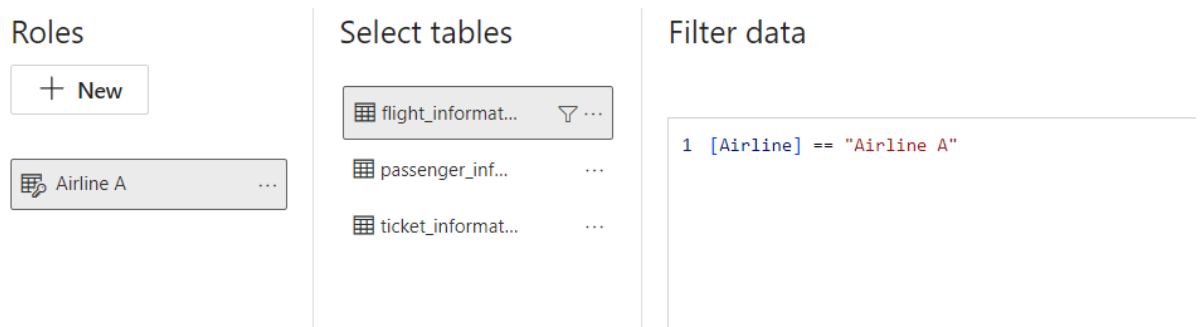 Roles
+ New
Airline A ...
Select tables
flight_informat... ...
passenger_inf... ...
ticket_informat... ...
Filter data
1 [Airline] == "Airline A"